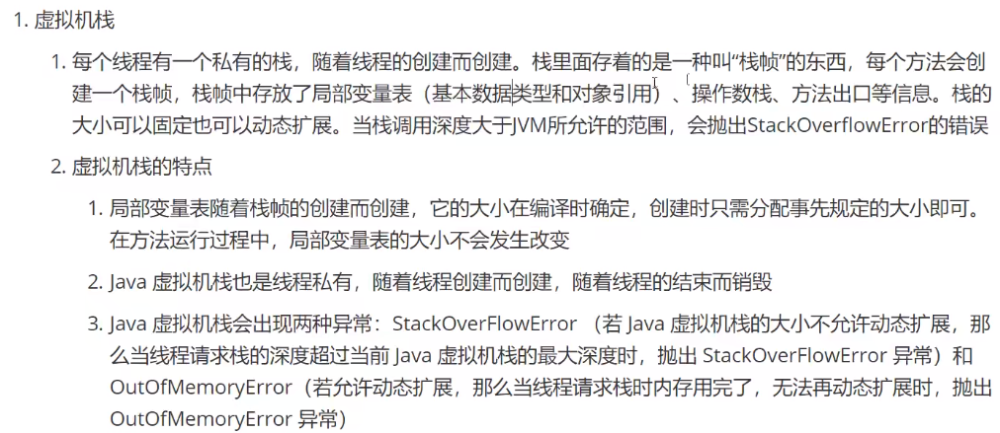 1. 虚拟机栈
1. 每个线程有一个私有的栈，随着线程的创建而创建。栈里面存着的是一种叫“栈帧”的东西，每个方法会创
建一个栈帧，栈帧中存放了局部变量表（基本数据类型和对象引用）、操作数栈、方法出口等信息。栈的
大小可以固定也可以动态扩展。当栈调用深度大于JVM所允许的范围，会抛出StackOverflowError的错误
2. 虚拟机栈的特点
1. 局部变量表随着栈帧的创建而创建，它的大小在编译时确定，创建时只需分配事先规定的大小即可。
在方法运行过程中，局部变量表的大小不会发生改变
2. Java 虚拟机栈也是线程私有，随着线程创建而创建，随着线程的结束而销毁
3. Java 虚拟机栈会出现两种异常：StackOverFlowError （若 Java 虚拟机栈的大小不允许动态扩展，那
么当线程请求栈的深度超过当前 Java 虚拟机栈的最大深度时，抛出 StackOverFlowError 异常）和
OutOfMemoryError（若允许动态扩展，那么当线程请求栈时内存用完了，无法再动态扩展时，抛出
OutOfMemoryError 异常）